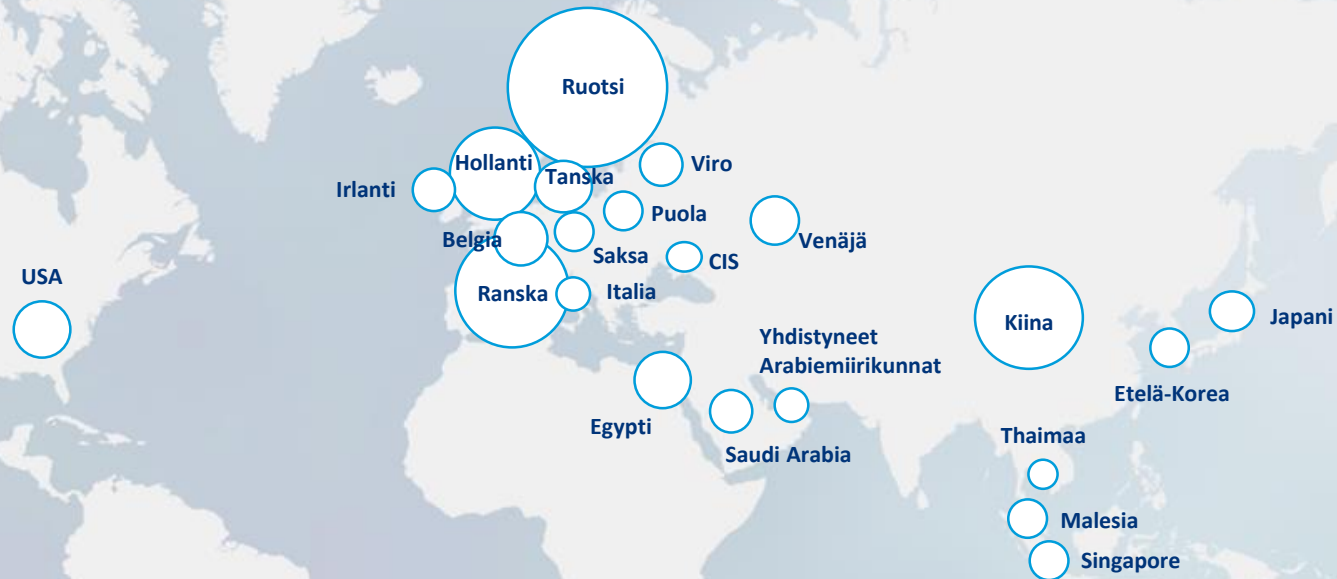 Ruotsi
Hollanti
Tanska
Viro
Irlanti
Puola
Belgia
Venäjä
Saksa
CIS
USA
Ranska
Italia
Kiina
Japani
Yhdistyneet
Arabiemiirikunnat
Etelä-Korea
Egypti
Saudi Arabia
Thaimaa
Malesia
Singapore